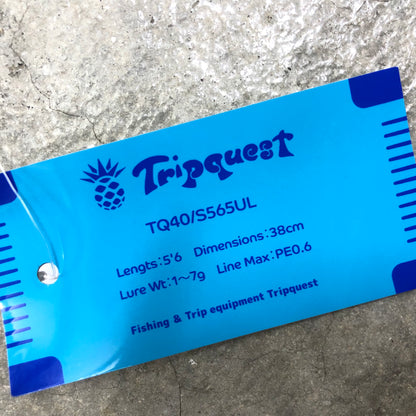 Tripquest
TQ40/S565UL
Lengts:5'6 Dimensions:38cm
Lure Wt:1〜7g Line Max:PE0.6
Fishing & Trip equipment Tripquest